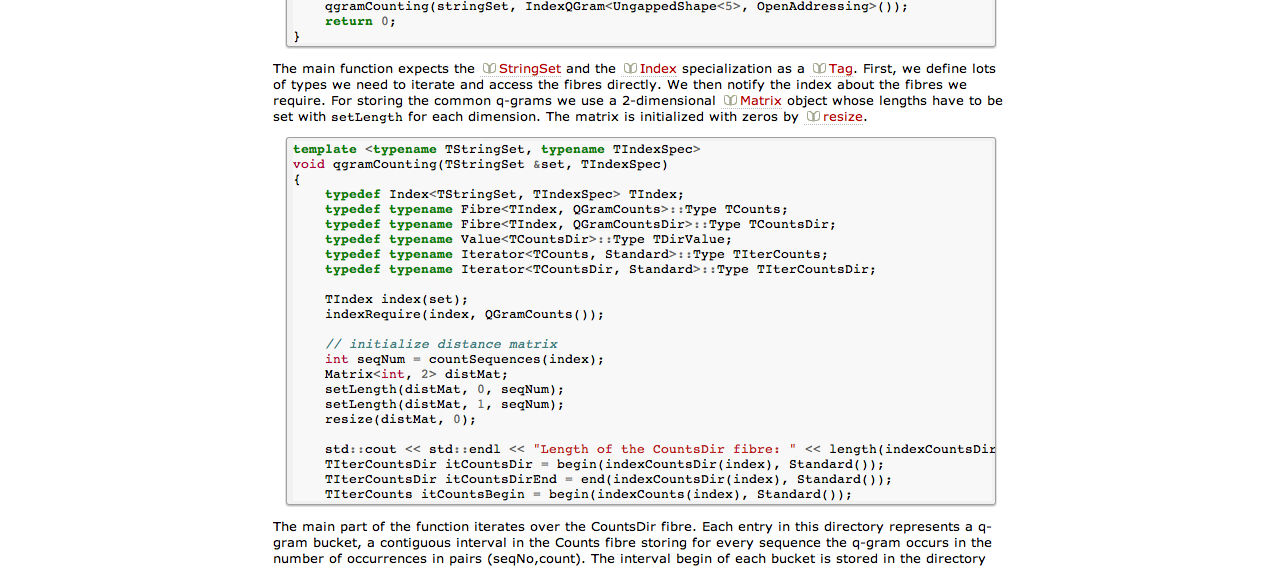 qgramCounting(stringSet, IndexQGram<UngappedShape<5>, OpenAddressing>());
return 0;
}
The main function expects the StringSet and the Index specialization as a Tag. First, we define lots
of types we need to iterate and access the fibres directly. We then notify the index about the fibres we
require. For storing the common q-grams we use a 2-dimensional Matrix object whose lengths have to be
set with setLength for each dimension. The matrix is initialized with zeros by resize.
template <typename TStringSet, typename TIndexSpec>
void qgramCounting(TStringSet &set, TIndexSpec)
{
typedef Index<TStringSet, TIndexSpec> TIndex;
typedef typename Fibre<TIndex, QGramCounts>::Type TCounts;
typedef typename Fibre<TIndex, QGramCountsDir>::Type TCountsDir;
typedef typename Value<TCountsDir>::Type TDirValue;
typedef typename Iterator<TCounts, Standard>::Type TIterCounts;
typedef typename Iterator<TCountsDir, Standard>::Type TIterCountsDir;
TIndex index(set);
indexRequire(index, QGramCounts());
// initialize distance matrix
int seqNum = countSequences(index);
Matrix<int, 2> distMat;
setLength(distMat, 0, seqNum);
setLength(distMat, 1, seqNum);
resize(distMat, 0);
std::cout << std::endl << "Length of the CountsDir fibre: " << length(indexCountsDir
TIterCountsDir itCountsDir = begin(indexCountsDir(index), Standard());
TIterCountsDir itCountsDirEnd = end(indexCountsDir(index), Standard());
TIterCounts itCountsBegin = begin(indexCounts(index), Standard());
The main part of the function iterates over the CountsDir fibre. Each entry in this directory represents a q-
gram bucket, a contiguous interval in the Counts fibre storing for every sequence the q-gram occurs in the
number of occurrences in pairs (seqNo,count). The interval begin of each bucket is stored in the directory